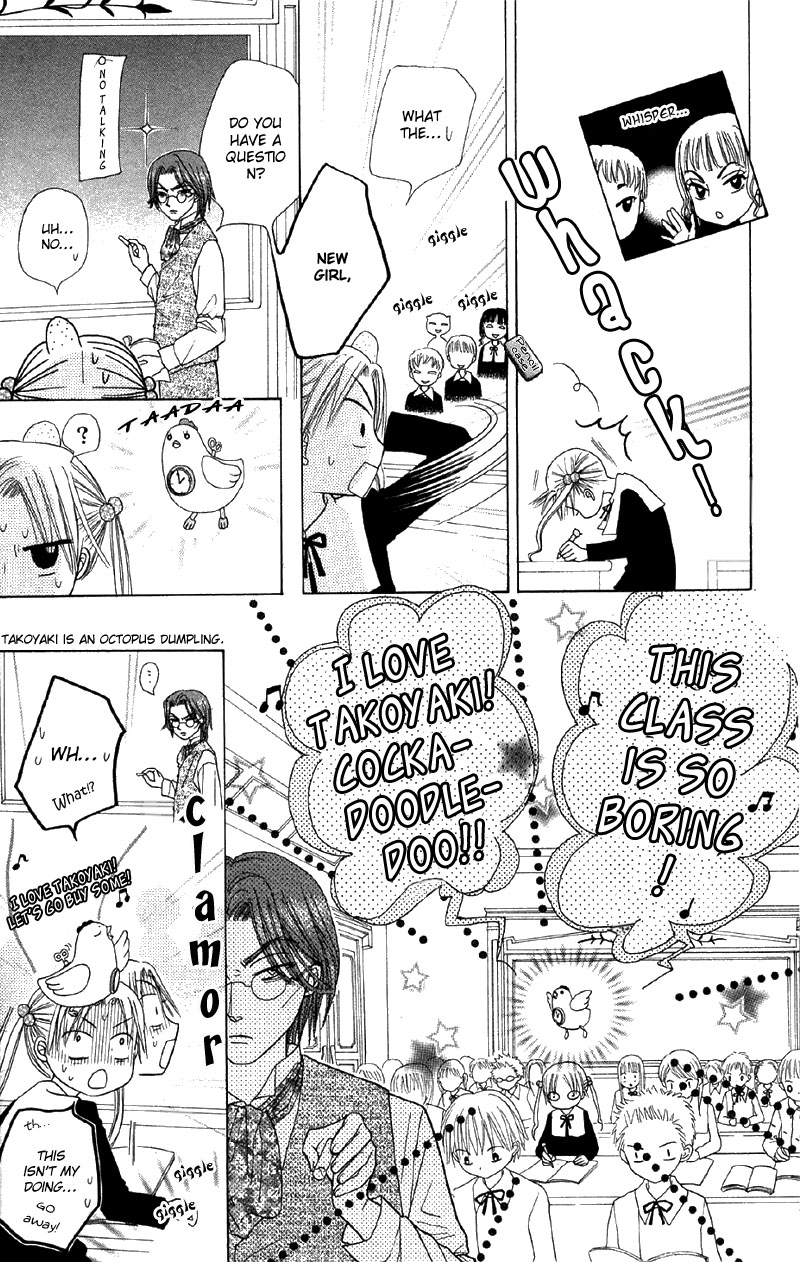 WHISPER...
WHACK!
PENCIL
CASE
WHAT
THE...
giggle
giggle
giggle
NEW
GIRL,
DO YOU
HAVE A
QUESTIO
N?
NO TALKING
UH...
NO...
TAADAA
?
THIS
CLASS
IS SO
BORING
!
I LOVE
TAKOYAKI!
COCKA-
DOODLE-
DOO!!
TAKOYAKI IS AN OCTOPUS DUMPLING.
...
WH...
What!?
clamor
I LOVE TAKOYAKI!
LET'S GO BUY SOME!
th...
THIS
ISN'T MY
DOING...
Go
away!
giggle
giggle